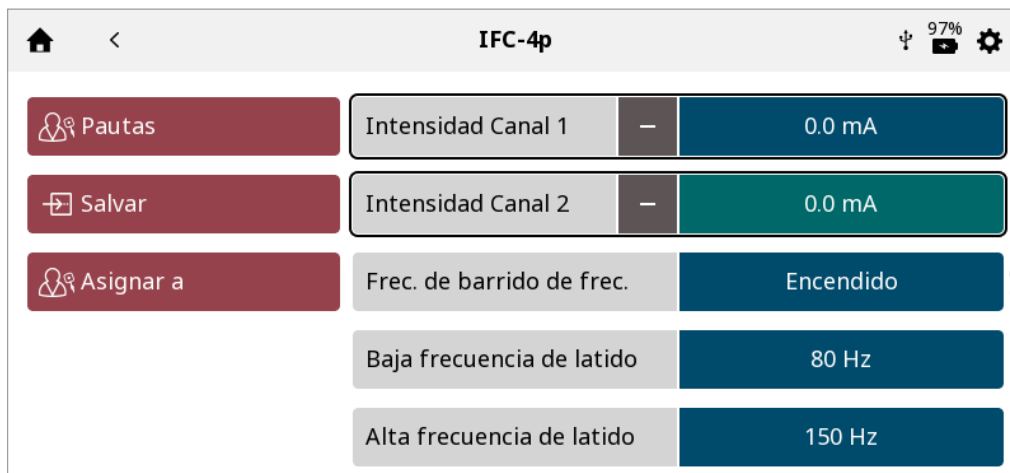 IFC-4p
97%
Pautas
Intensidad Canal 1 − 0.0 mA
Salvar
Intensidad Canal 2 − 0.0 mA
Asignar a
Frec. de barrido de frec. Encendido
Baja frecuencia de latido 80 Hz
Alta frecuencia de latido 150 Hz